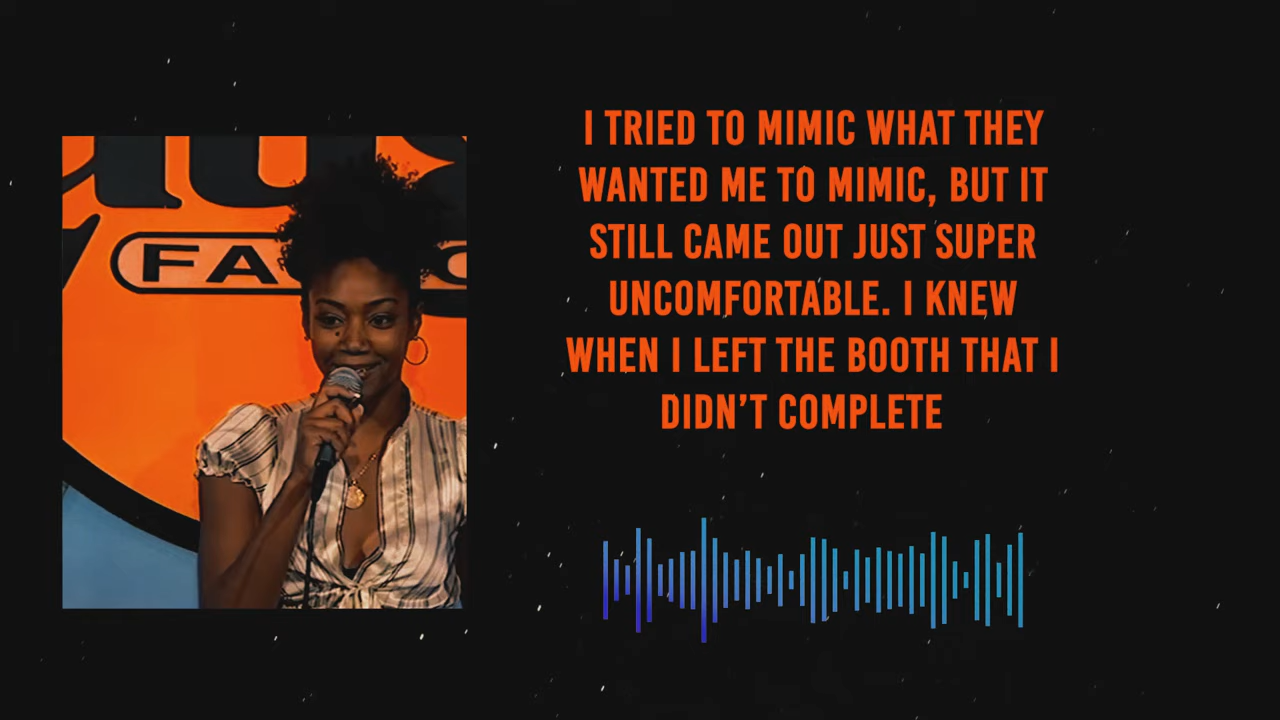 FA
I TRIED TO MIMIC WHAT THEY
WANTED ME TO MIMIC, BUT IT
STILL CAME OUT JUST SUPER
UNCOMFORTABLE. I KNEW
WHEN I LEFT THE BOOTH THAT I
DIDN’T COMPLETE